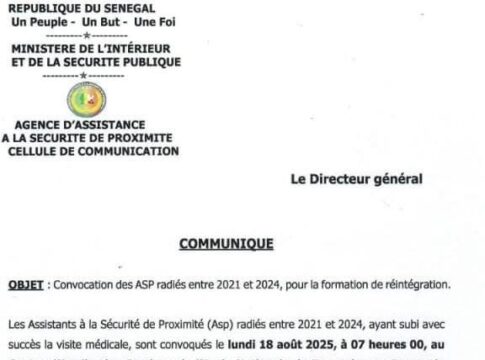 REPUBLIQUE DU SENEGAL
Un Peuple - Un But - Une Foi
---------★---------
MINISTERE DE L'INTÉRIEUR
ET DE LA SECURITE PUBLIQUE
---------★---------
AGENCE D'ASSISTANCE
A LA SECURITE DE PROXIMITE
CELLULE DE COMMUNICATION
Le Directeur général
COMMUNIQUE
OBJET : Convocation des ASP radiés entre 2021 et 2024, pour la formation de réintégration.
Les Assistants à la Sécurité de Proximité (Asp) radiés entre 2021 et 2024, ayant subi avec
succès la visite médicale, sont convoqués le lundi 18 août 2025, à 07 heures 00, au